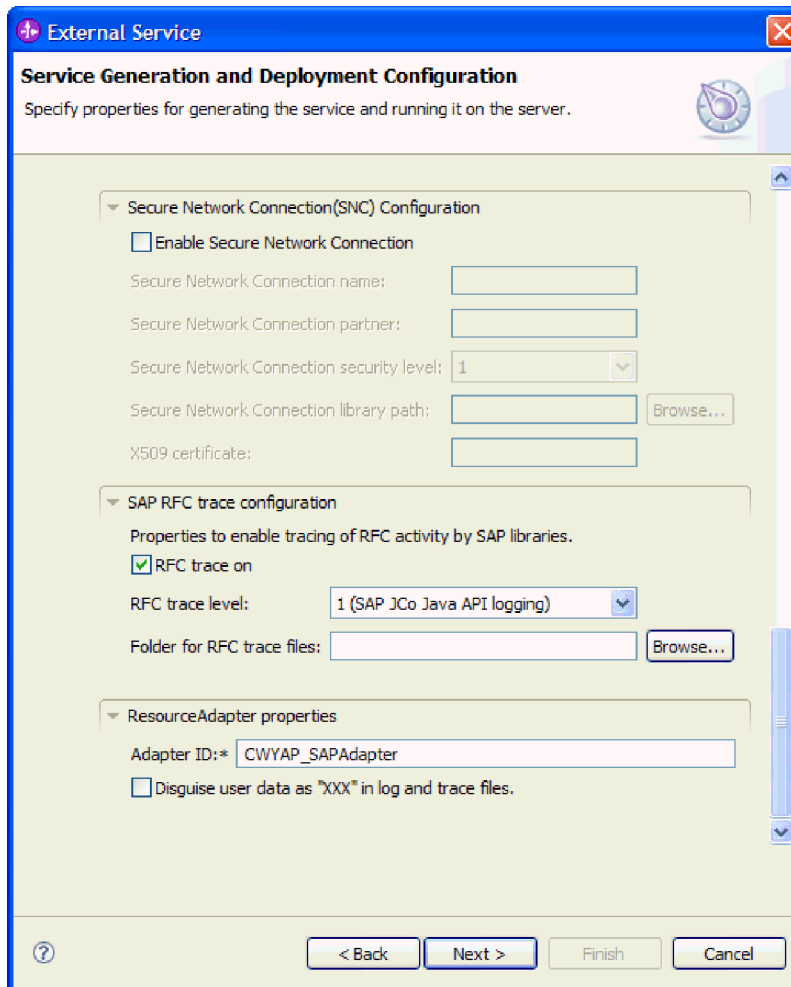 External Service
Service Generation and Deployment Configuration
Specify properties for generating the service and running it on the server.
Secure Network Connection(SNC) Configuration
Enable Secure Network Connection
Secure Network Connection name:
Secure Network Connection partner:
Secure Network Connection security level: 1
Secure Network Connection library path: Browse...
X509 certificate:
SAP RFC trace configuration
Properties to enable tracing of RFC activity by SAP libraries.
RFC trace on
RFC trace level: 1 (SAP JCo Java API logging)
Folder for RFC trace files: Browse...
ResourceAdapter properties
Adapter ID:* CWYAP_SAPAdapter
Disguise user data as "XXX" in log and trace files.
? < Back Next > Finish Cancel